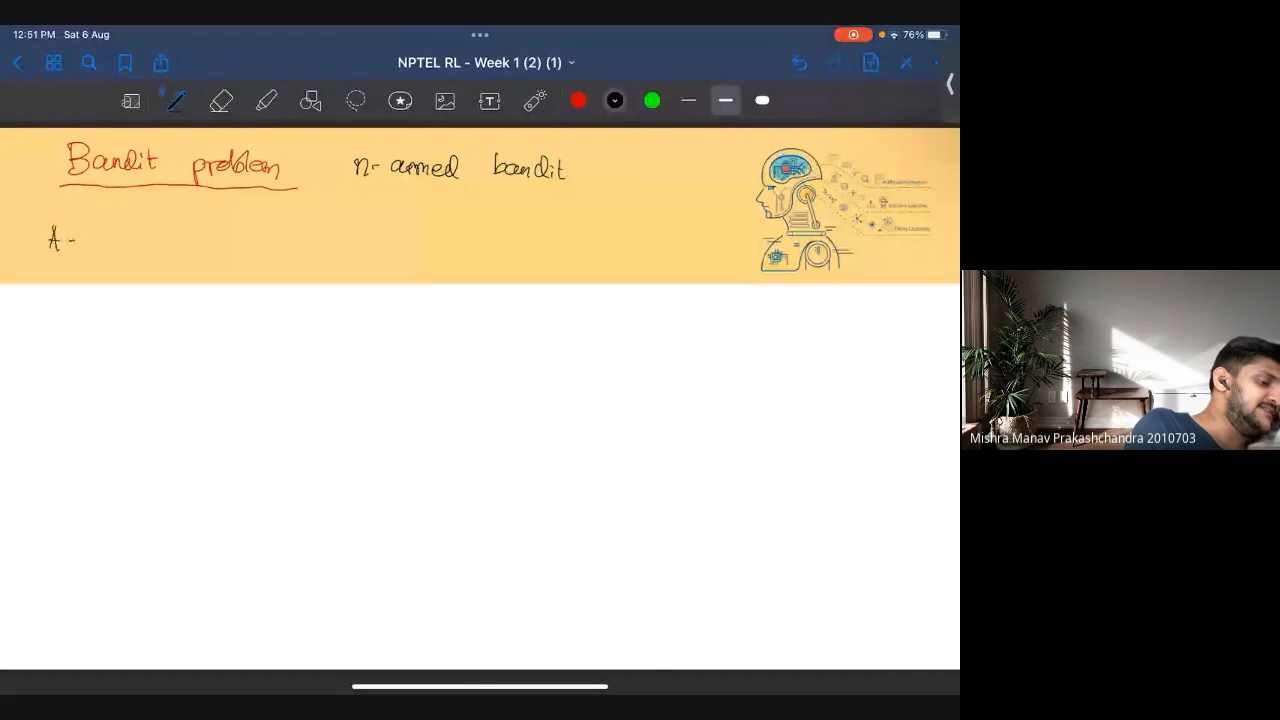 12:51 PM Sat 6 Aug
76%
NPTEL RL - Week 1 (2) (1)
T
Bandit problem n-armed bandit
A -
Mishra Manav Prakashchandra 2010703